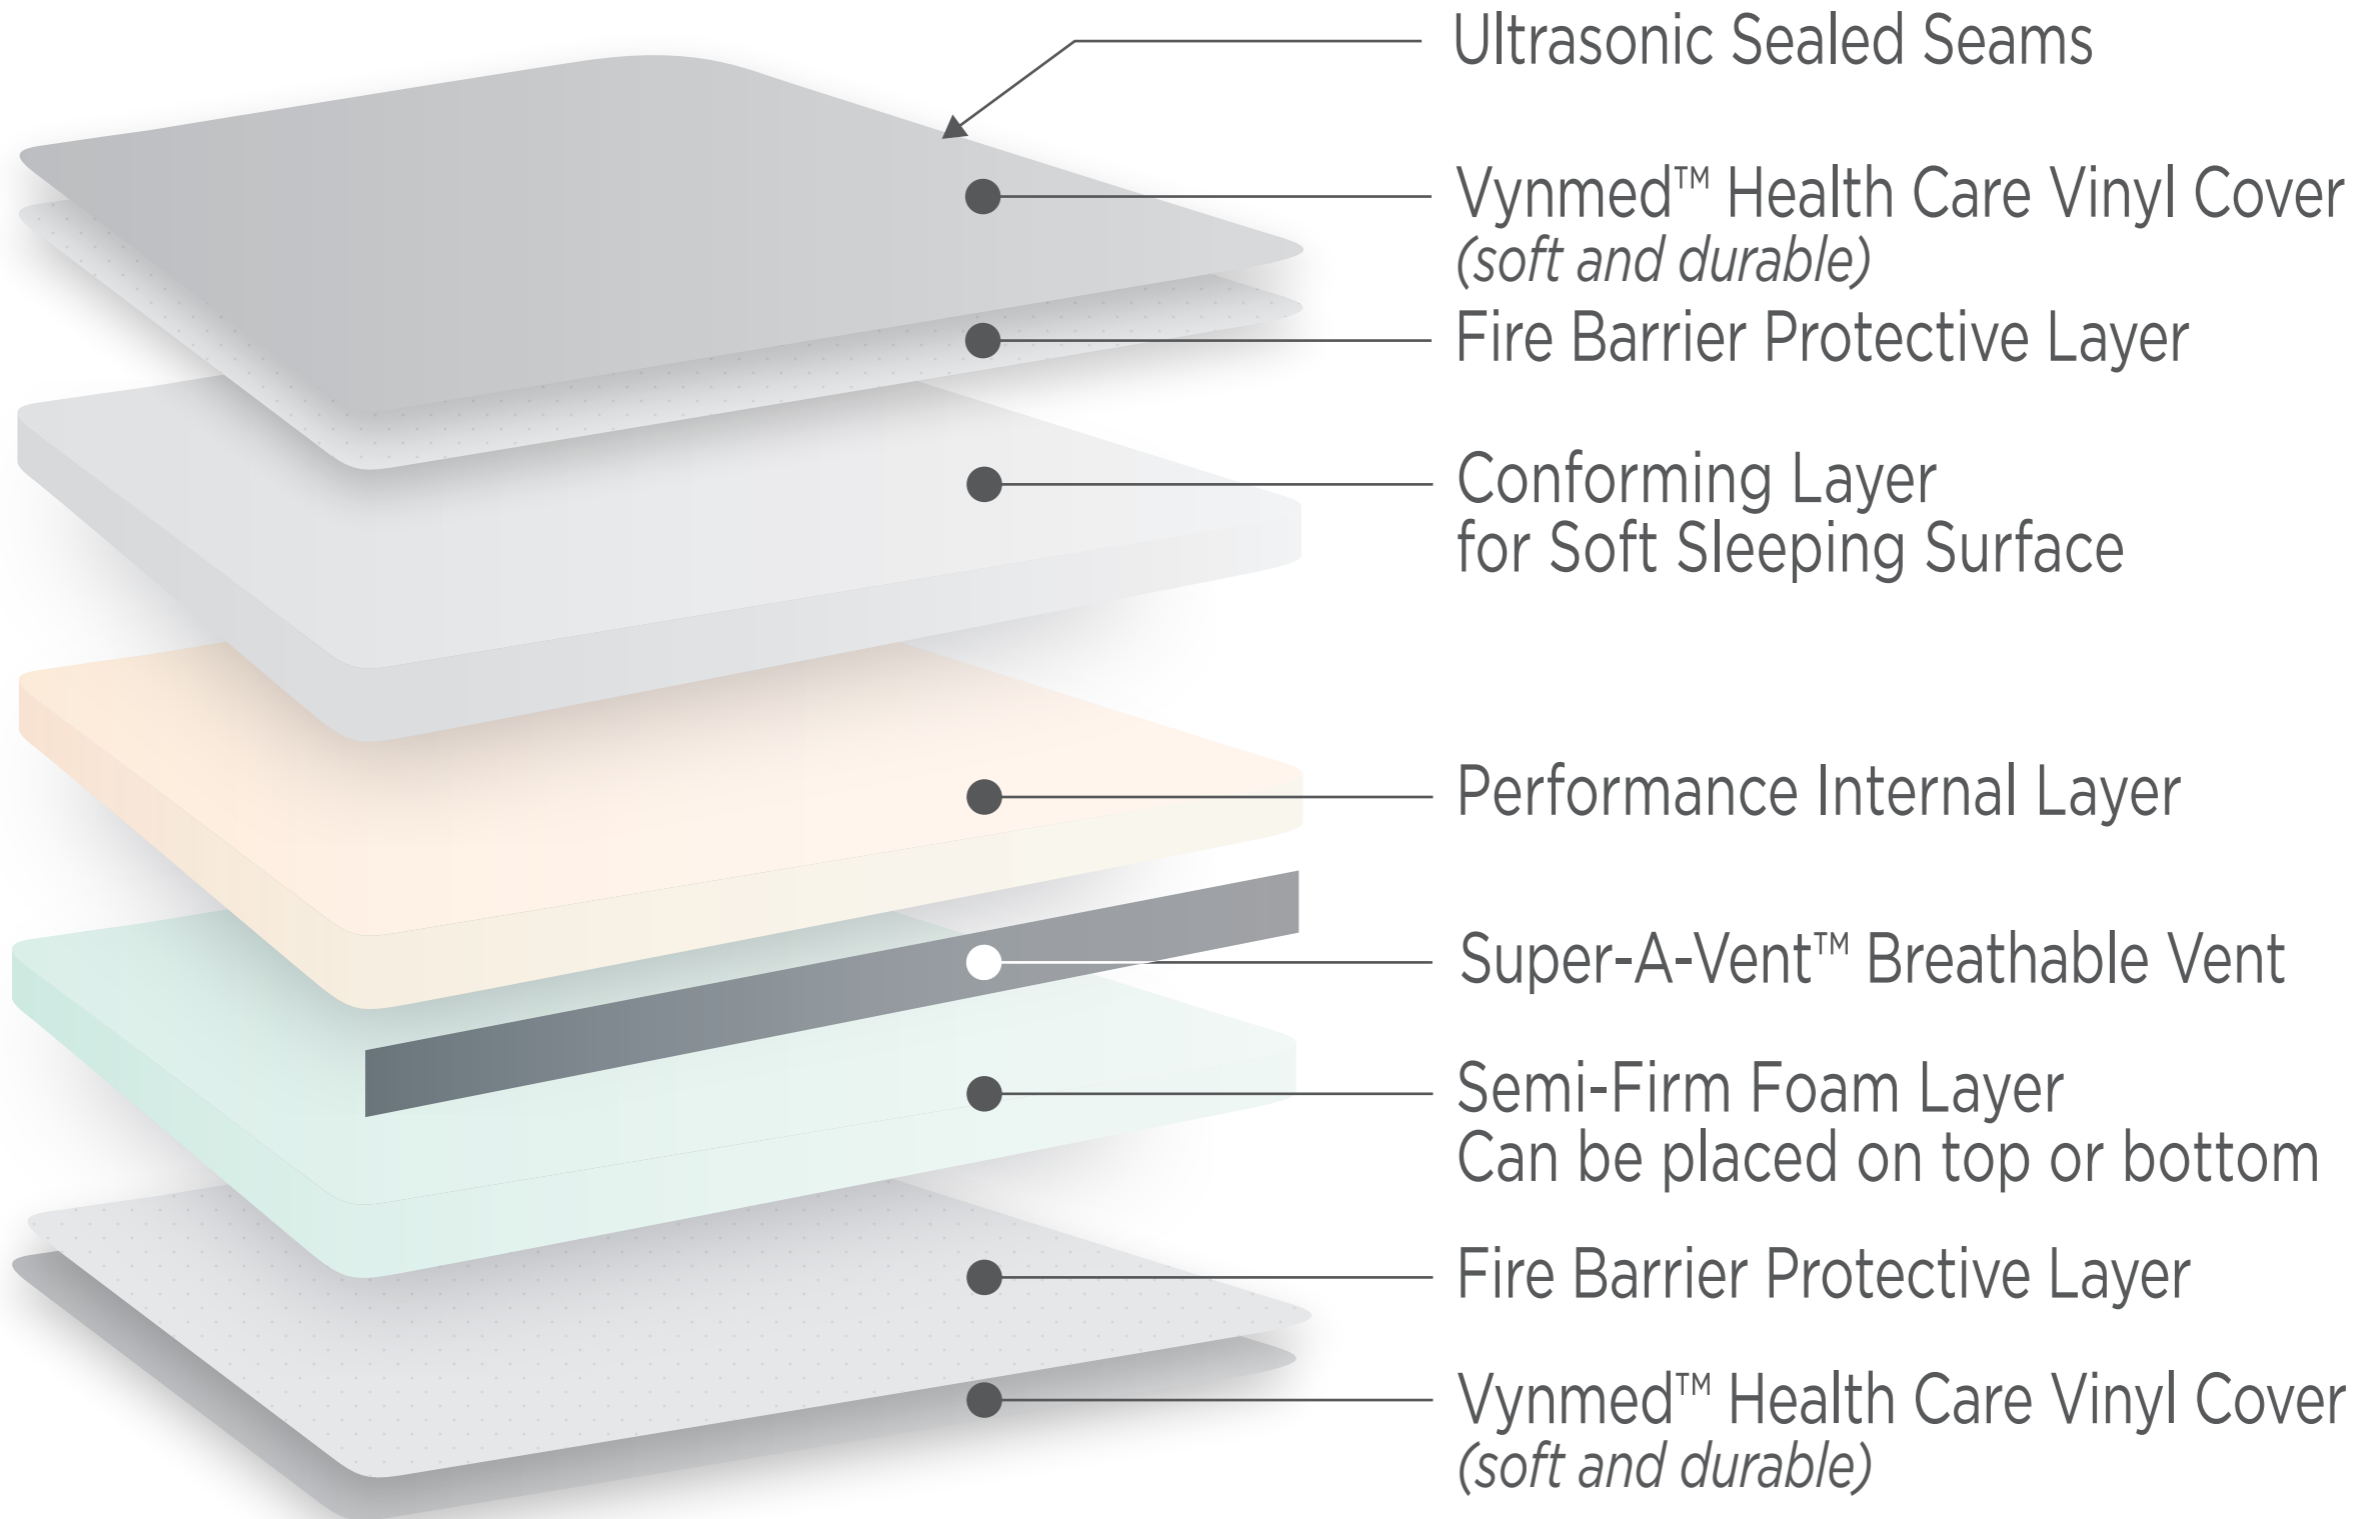 Ultrasonic Sealed Seams
Vynmed™ Health Care Vinyl Cover
(soft and durable)
Fire Barrier Protective Layer
Conforming Layer
for Soft Sleeping Surface
Performance Internal Layer
Super-A-Vent™ Breathable Vent
Semi-Firm Foam Layer
Can be placed on top or bottom
Fire Barrier Protective Layer
Vynmed™ Health Care Vinyl Cover
(soft and durable)